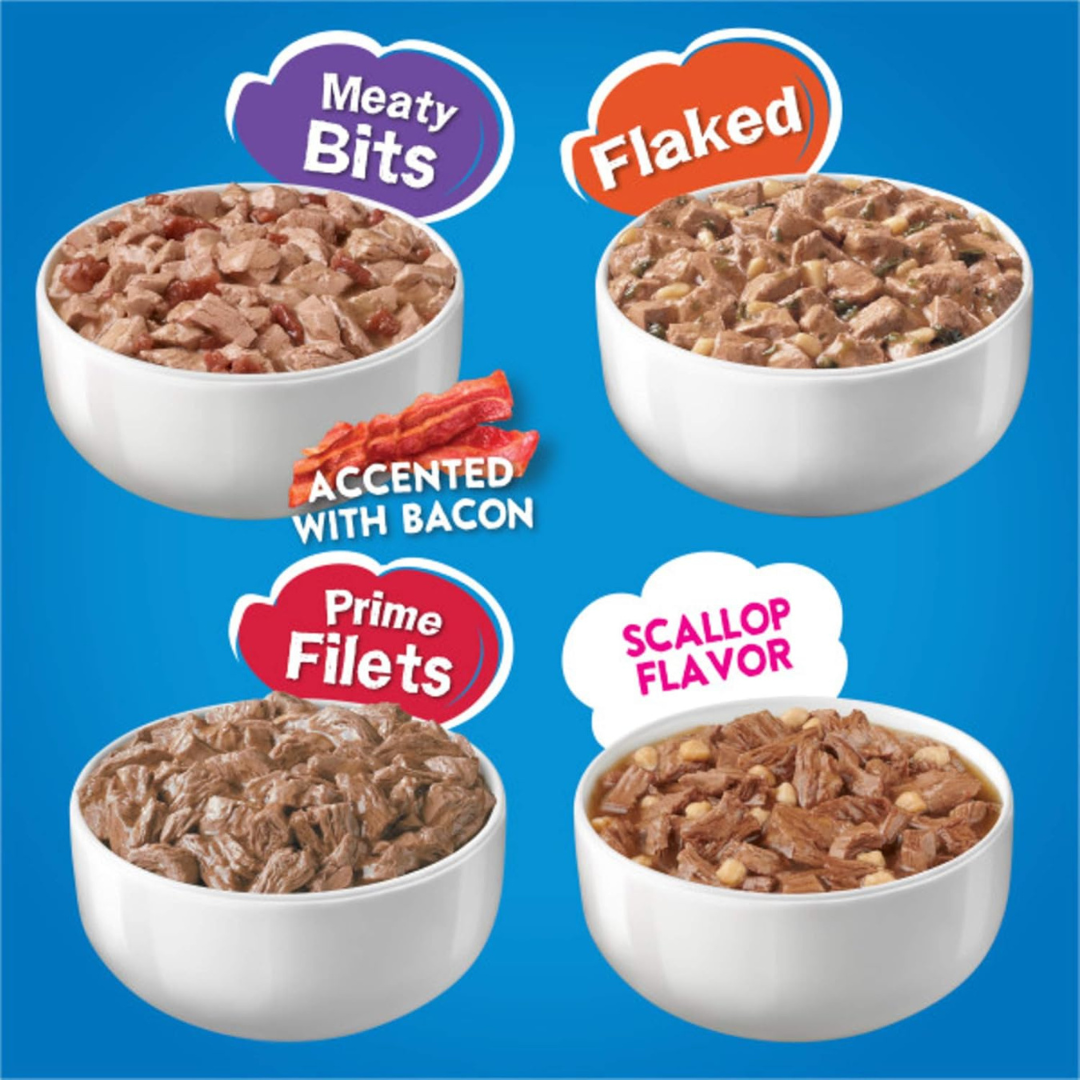 Meaty
Bits
Flaked
ACCENTED
WITH BACON
Prime
Filets
SCALLOP
FLAVOR